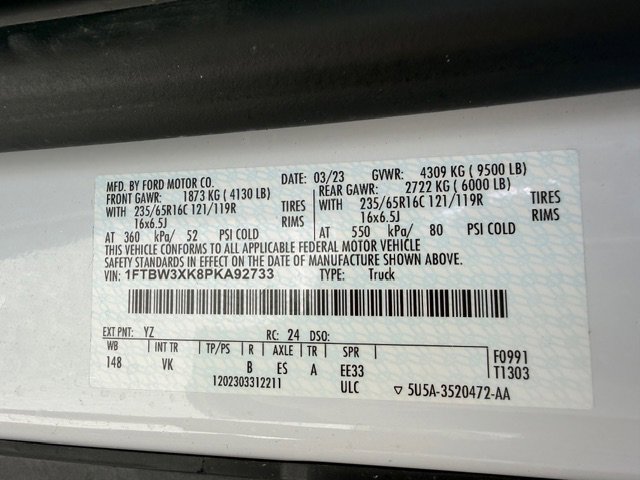 MFD. BY FORD MOTOR CO. DATE: 03/23 GVWR: 4309 KG (9500 LB)
FRONT GAWR: 1873 KG (4130 LB) REAR GAWR: 2722 KG (6000 LB)
WITH 235/65R16C 121/119R TIRES WITH 235/65R16C 121/119R TIRES
16x6.5J RIMS 16x6.5J RIMS
AT 360 kPa/ 52 PSI COLD AT 550 kPa/ 80 PSI COLD
THIS VEHICLE CONFORMS TO ALL APPLICABLE FEDERAL MOTOR VEHICLE
SAFETY STANDARDS IN EFFECT ON THE DATE OF MANUFACTURE SHOWN ABOVE.
VIN: 1FTBW3XK8PKA92733 TYPE: Truck
EXT PNT: YZ RC: 24 DSO:
WB INT TR TP/PS R AXLE TR SPR F0991
148 VK B ES A EE33 T1303
1202303312211 ULC ▽ 5U5A-3520472-AA